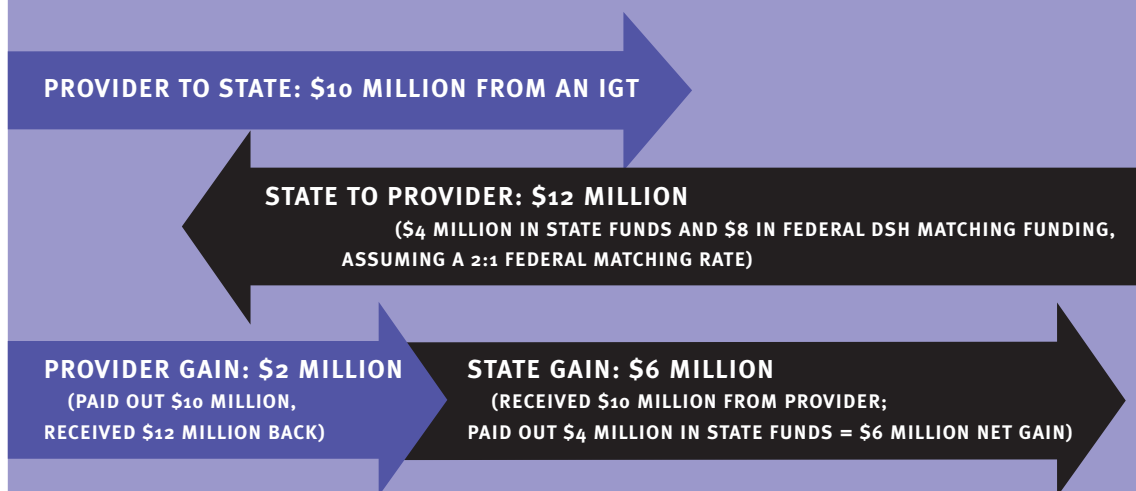 PROVIDER TO STATE: $10 MILLION FROM AN IGT
STATE TO PROVIDER: $12 MILLION
($4 MILLION IN STATE FUNDS AND $8 IN FEDERAL DSH MATCHING FUNDING,
ASSUMING A 2:1 FEDERAL MATCHING RATE)
PROVIDER GAIN: $2 MILLION
(PAID OUT $10 MILLION,
RECEIVED $12 MILLION BACK)
STATE GAIN: $6 MILLION
(RECEIVED $10 MILLION FROM PROVIDER;
PAID OUT $4 MILLION IN STATE FUNDS = $6 MILLION NET GAIN)